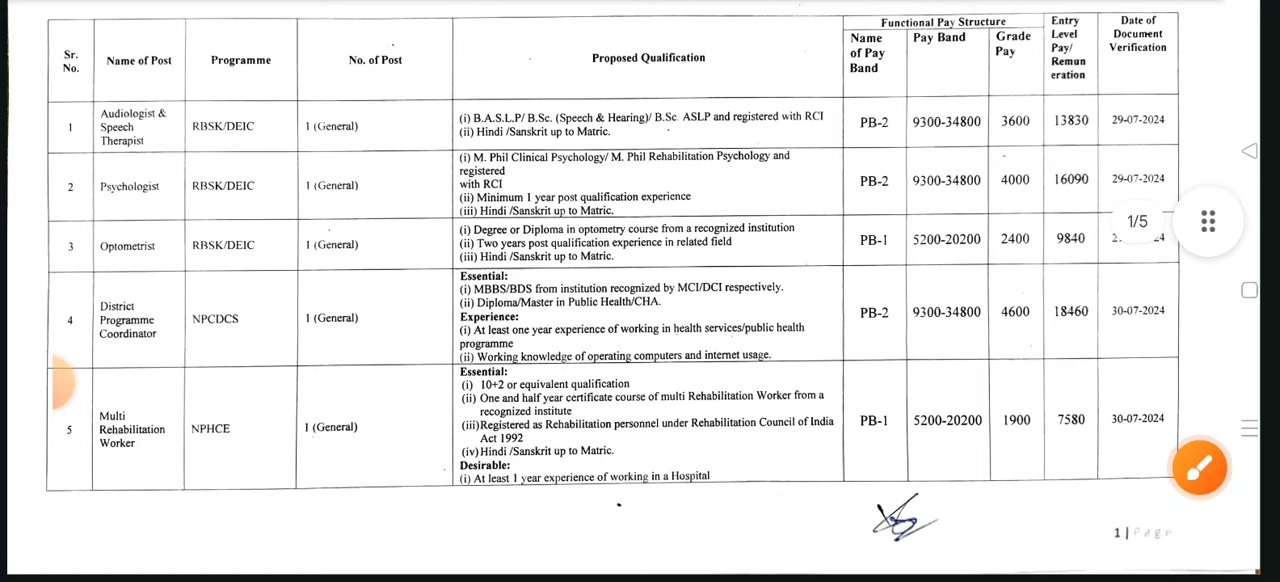 Sr. No.
Name of Post
Programme
No. of Post
Proposed Qualification
Functional Pay Structure
Name of Pay Band
Pay Band
Grade Pay
Entry Level Pay/ Remun eration
Date of Document Verification
1
Audiologist & Speech Therapist
RBSK/DEIC
1 (General)
(i) B.A.S.L.P/ B.Sc. (Speech & Hearing)/ B.Sc. ASLP and registered with RCI
(ii) Hindi /Sanskrit up to Matric.
PB-2
9300-34800
3600
13830
29-07-2024
2
Psychologist
RBSK/DEIC
1 (General)
(i) M. Phil Clinical Psychology/ M. Phil Rehabilitation Psychology and
registered
with RCI
(ii) Minimum 1 year post qualification experience
(iii) Hindi /Sanskrit up to Matric.
PB-2
9300-34800
4000
16090
29-07-2024
3
Optometrist
RBSK/DEIC
1 (General)
(i) Degree or Diploma in optometry course from a recognized institution
(ii) Two years post qualification experience in related field
(iii) Hindi /Sanskrit up to Matric.
PB-1
5200-20200
2400
9840
1/5
4
District Programme Coordinator
NPCDCS
1 (General)
Essential:
(i) MBBS/BDS from institution recognized by MCI/DCI respectively.
(ii) Diploma/Master in Public Health/CHA.
Experience:
(i) At least one year experience of working in health services/public health
programme
(ii) Working knowledge of operating computers and internet usage.
PB-2
9300-34800
4600
18460
30-07-2024
5
Multi Rehabilitation Worker
NPHCE
1 (General)
Essential:
(i) 10+2 or equivalent qualification
(ii) One and half year certificate course of multi Rehabilitation Worker from a
recognized institute
(iii)Registered as Rehabilitation personnel under Rehabilitation Council of India
Act 1992
(iv)Hindi /Sanskrit up to Matric.
Desirable:
(i) At least 1 year experience of working in a Hospital
PB-1
5200-20200
1900
7580
30-07-2024
1 | Page